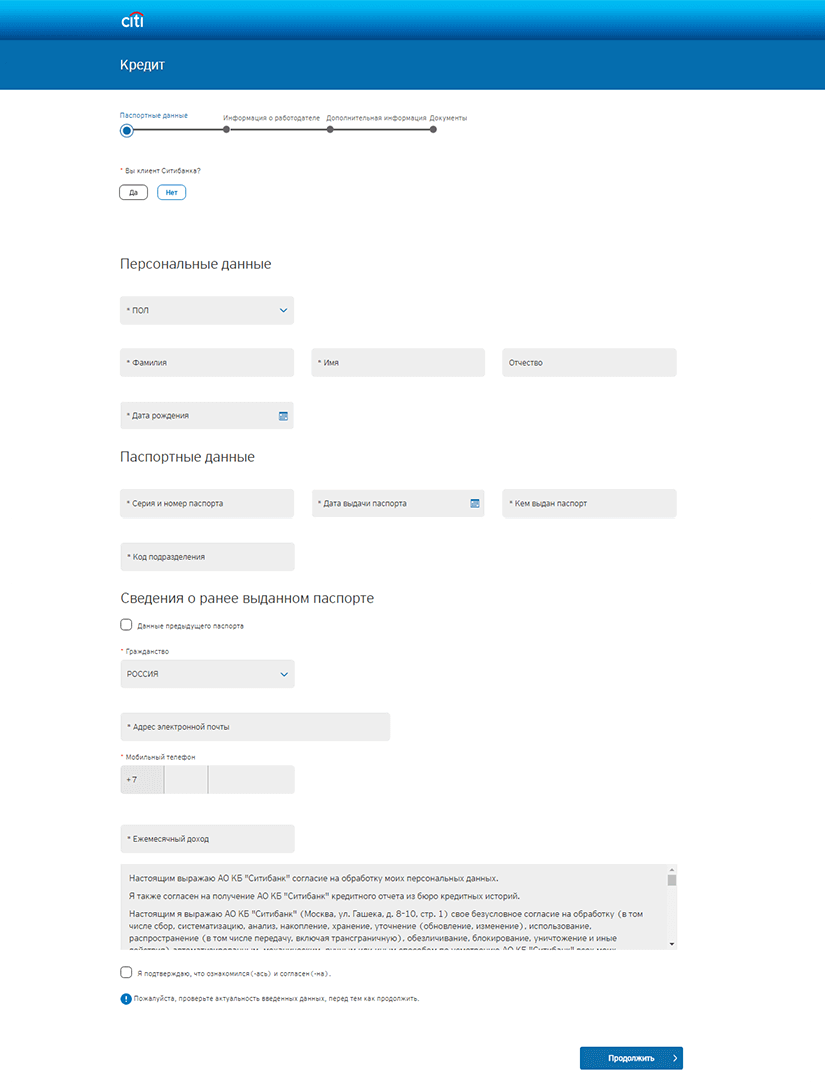 citi
Кредит
Паспортные данные Информация о работодателе Дополнительная информация Документы
* Вы клиент Ситибанка?
Да Нет
Персональные данные
* ПОЛ
* Фамилия * Имя Отчество
* Дата рождения
Паспортные данные
* Серия и номер паспорта * Дата выдачи паспорта * Кем выдан паспорт
* Код подразделения
Сведения о ранее выданном паспорте
Данные предыдущего паспорта
* Гражданство
РОССИЯ
* Адрес электронной почты
* Мобильный телефон
+7
* Ежемесячный доход
Настоящим выражаю АО КБ "Ситибанк" согласие на обработку моих персональных данных.
Я также согласен на получение АО КБ "Ситибанк" кредитного отчета из бюро кредитных историй.
Настоящим я выражаю АО КБ "Ситибанк" (Москва, ул. Гашека, д. 8-10, стр. 1) свое безусловное согласие на обработку (в том
числе сбор, систематизацию, анализ, накопление, хранение, уточнение (обновление, изменение), использование,
распространение (в том числе передачу, включая трансграничную), обезличивание, блокирование, уничтожение и иные
Я подтверждаю, что ознакомился(-ась) и согласен(-на).
Пожалуйста, проверьте актуальность введенных данных, перед тем как продолжить.
Продолжить